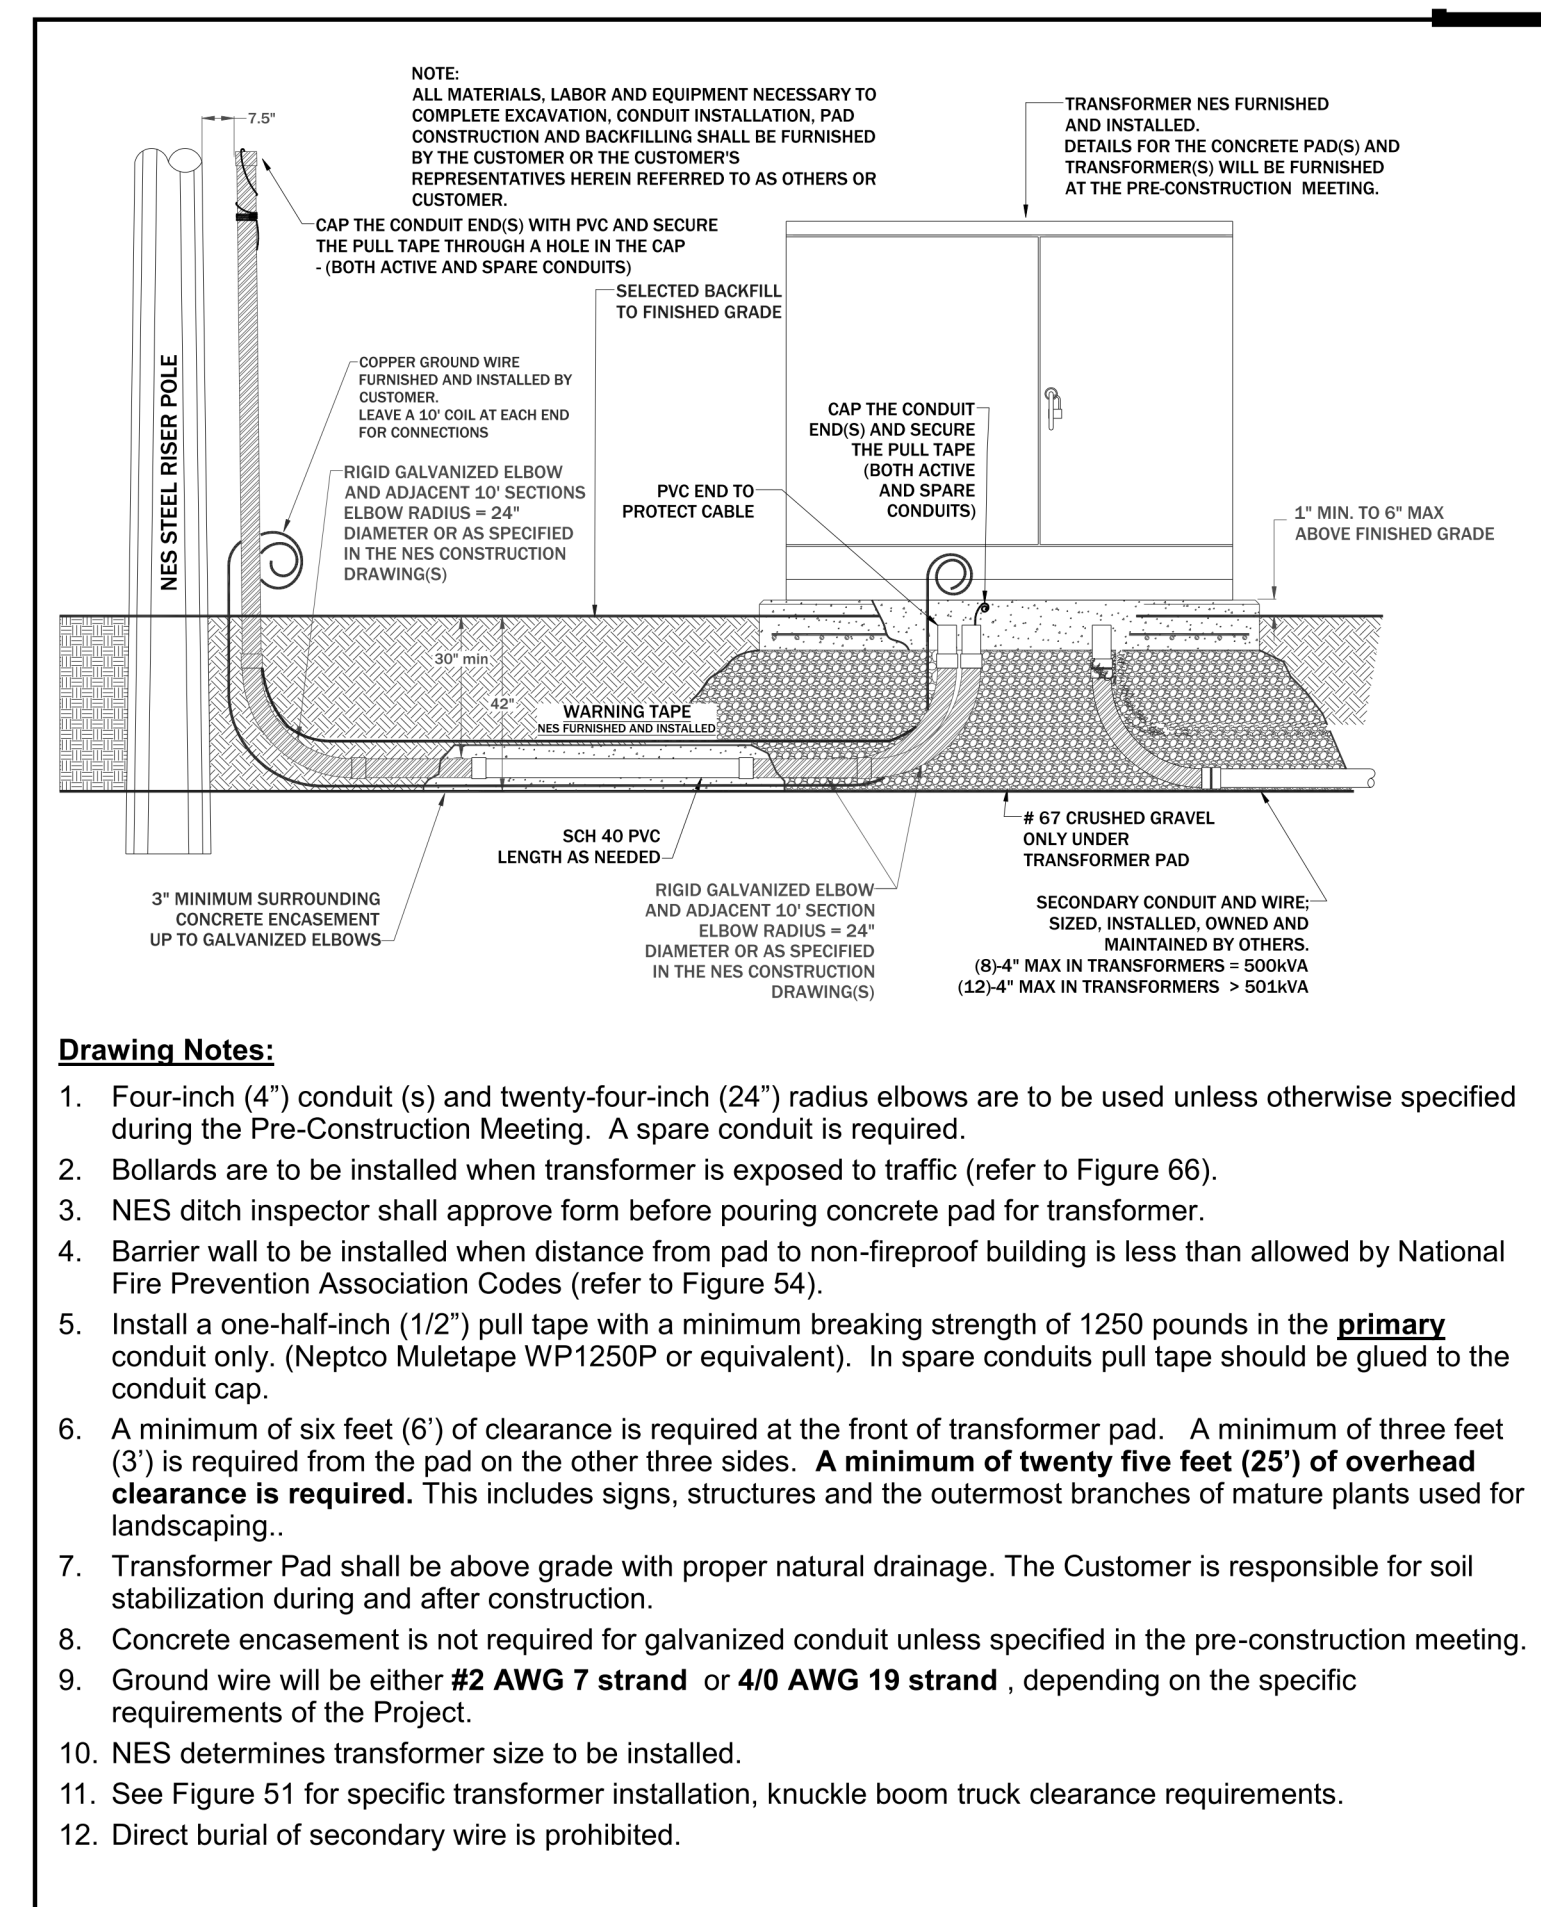 NOTE:
ALL MATERIALS, LABOR AND EQUIPMENT NECESSARY TO
COMPLETE EXCAVATION, CONDUIT INSTALLATION, PAD
CONSTRUCTION AND BACKFILLING SHALL BE FURNISHED
BY THE CUSTOMER OR THE CUSTOMER'S
REPRESENTATIVES HEREIN REFERRED TO AS OTHERS OR
CUSTOMER.
TRANSFORMER NES FURNISHED
AND INSTALLED.
DETAILS FOR THE CONCRETE PAD(S) AND
TRANSFORMER(S) WILL BE FURNISHED
AT THE PRE-CONSTRUCTION MEETING.
7.5"
CAP THE CONDUIT END(S) WITH PVC AND SECURE
THE PULL TAPE THROUGH A HOLE IN THE CAP
- (BOTH ACTIVE AND SPARE CONDUITS)
SELECTED BACKFILL
TO FINISHED GRADE
NES STEEL RISER POLE
COPPER GROUND WIRE
FURNISHED AND INSTALLED BY
CUSTOMER.
LEAVE A 10' COIL AT EACH END
FOR CONNECTIONS
RIGID GALVANIZED ELBOW
AND ADJACENT 10' SECTIONS
ELBOW RADIUS = 24"
DIAMETER OR AS SPECIFIED
IN THE NES CONSTRUCTION
DRAWING(S)
CAP THE CONDUIT
END(S) AND SECURE
THE PULL TAPE
(BOTH ACTIVE
AND SPARE
CONDUITS)
PVC END TO
PROTECT CABLE
1" MIN. TO 6" MAX
ABOVE FINISHED GRADE
30" min
42"
WARNING TAPE
NES FURNISHED AND INSTALLED
SCH 40 PVC
LENGTH AS NEEDED
# 67 CRUSHED GRAVEL
ONLY UNDER
TRANSFORMER PAD
3" MINIMUM SURROUNDING
CONCRETE ENCASEMENT
UP TO GALVANIZED ELBOWS
RIGID GALVANIZED ELBOW
AND ADJACENT 10' SECTION
ELBOW RADIUS = 24"
DIAMETER OR AS SPECIFIED
IN THE NES CONSTRUCTION
DRAWING(S)
SECONDARY CONDUIT AND WIRE;
SIZED, INSTALLED, OWNED AND
MAINTAINED BY OTHERS.
(8)-4" MAX IN TRANSFORMERS = 500kVA
(12)-4" MAX IN TRANSFORMERS > 501kVA
Drawing Notes:
1. Four-inch (4”) conduit (s) and twenty-four-inch (24”) radius elbows are to be used unless otherwise specified
during the Pre-Construction Meeting. A spare conduit is required.
2. Bollards are to be installed when transformer is exposed to traffic (refer to Figure 66).
3. NES ditch inspector shall approve form before pouring concrete pad for transformer.
4. Barrier wall to be installed when distance from pad to non-fireproof building is less than allowed by National
Fire Prevention Association Codes (refer to Figure 54).
5. Install a one-half-inch (1/2”) pull tape with a minimum breaking strength of 1250 pounds in the primary
conduit only. (Neptco Muletape WP1250P or equivalent). In spare conduits pull tape should be glued to the
conduit cap.
6. A minimum of six feet (6’) of clearance is required at the front of transformer pad. A minimum of three feet
(3’) is required from the pad on the other three sides. A minimum of twenty five feet (25’) of overhead
clearance is required. This includes signs, structures and the outermost branches of mature plants used for
landscaping..
7. Transformer Pad shall be above grade with proper natural drainage. The Customer is responsible for soil
stabilization during and after construction.
8. Concrete encasement is not required for galvanized conduit unless specified in the pre-construction meeting.
9. Ground wire will be either #2 AWG 7 strand or 4/0 AWG 19 strand , depending on the specific
requirements of the Project.
10. NES determines transformer size to be installed.
11. See Figure 51 for specific transformer installation, knuckle boom truck clearance requirements.
12. Direct burial of secondary wire is prohibited.